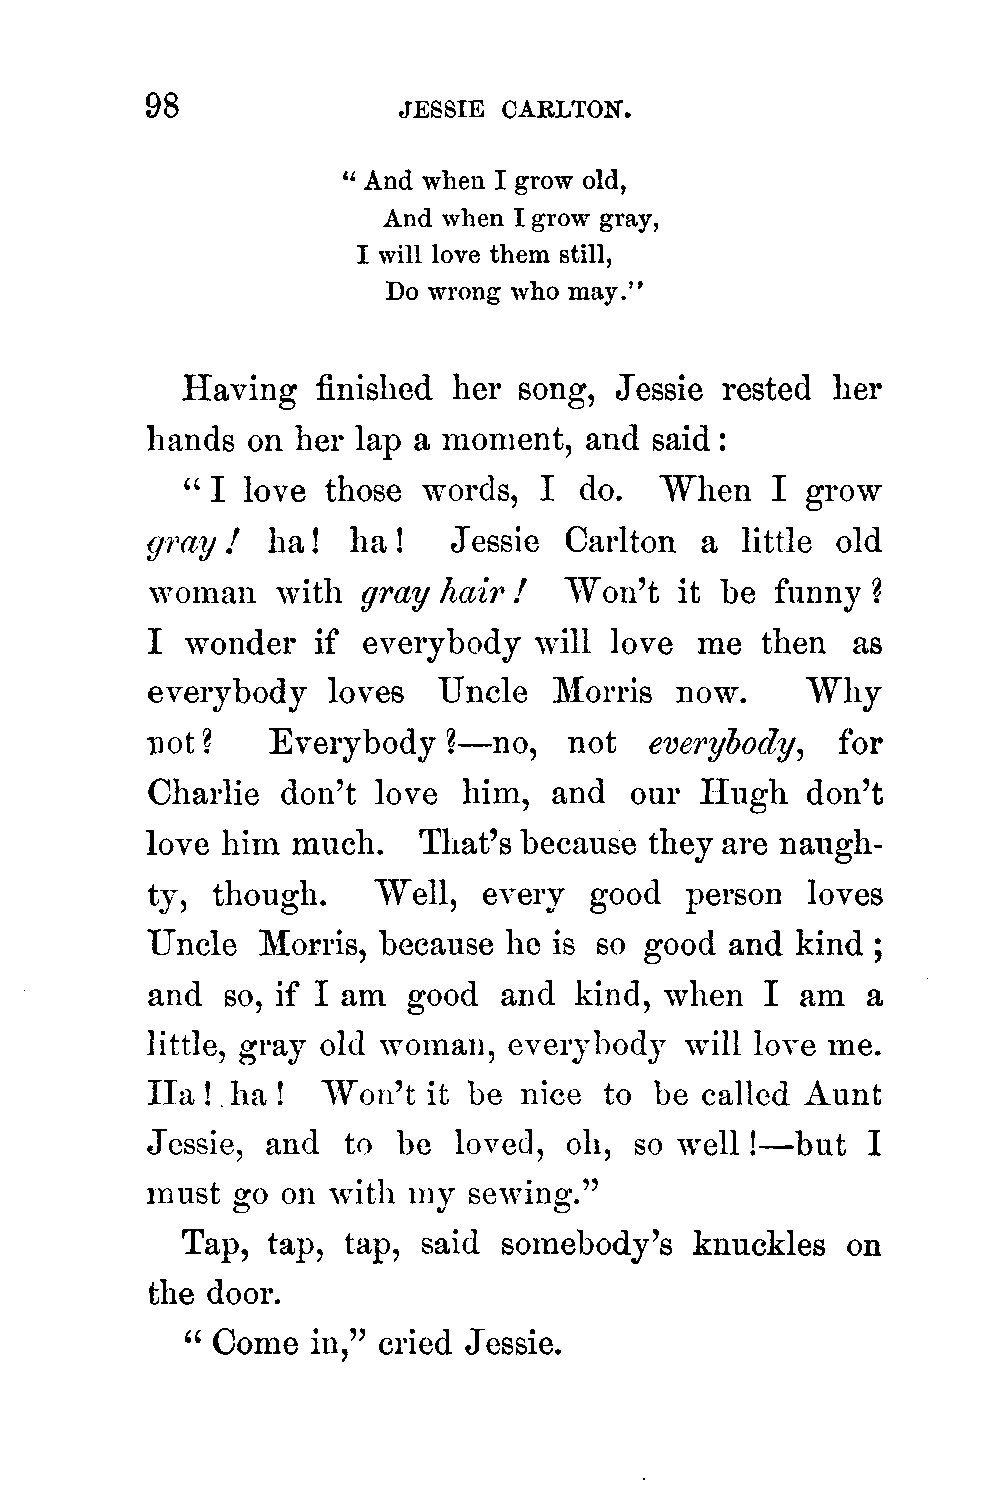 98 JESSIE CARLTON.
“ And when I grow old,
And when I grow gray,
I will love them still,
Do wrong who may.”
Having finished her song, Jessie rested her
hands on her lap a moment, and said :
“ I love those words, I do. When I grow
gray ! ha! ha! Jessie Carlton a little old
woman with gray hair ! Won’t it be funny ?
I wonder if everybody will love me then as
everybody loves Uncle Morris now. Why
not? Everybody ?—no, not everybody, for
Charlie don’t love him, and our Hugh don’t
love him much. That’s because they are naugh-
ty, though. Well, every good person loves
Uncle Morris, because he is so good and kind ;
and so, if I am good and kind, when I am a
little, gray old woman, everybody will love me.
Ha ! ha ! Won’t it be nice to be called Aunt
Jessie, and to be loved, oh, so well !—but I
must go on with my sewing.”
Tap, tap, tap, said somebody’s knuckles on
the door.
“ Come in,” cried Jessie.